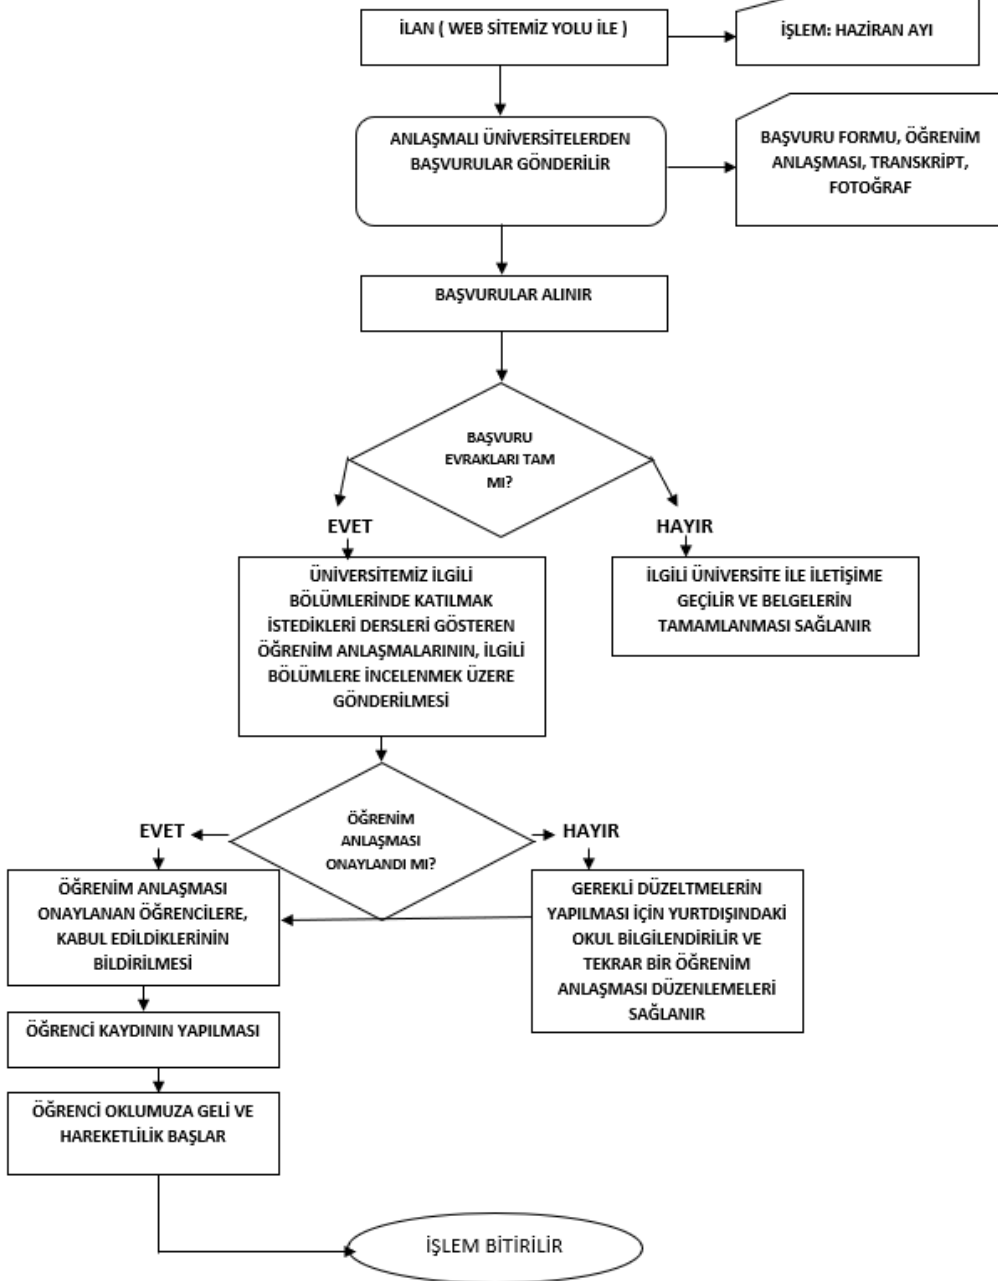 İLAN ( WEB SİTEMİZ YOLU İLE )
İŞLEM: HAZİRAN AYI
ANLAŞMALI ÜNİVERSİTELERDEN
BAŞVURULAR GÖNDERİLİR
BAŞVURU FORMU, ÖĞRENİM
ANLAŞMASI, TRANSKRİPT,
FOTOĞRAF
BAŞVURULAR ALINIR
BAŞVURU
EVRAKLARI TAM
MI?
EVET
HAYIR
ÜNİVERSİTEMİZ İLGİLİ
BÖLÜMLERİNDE KATILMAK
İSTEDİKLERİ DERSLERİ GÖSTEREN
ÖĞRENİM ANLAŞMALARININ, İLGİLİ
BÖLÜMLERE İNCELENMEK ÜZERE
GÖNDERİLMESİ
İLGİLİ ÜNİVERSİTE İLE İLETİŞİME
GEÇİLİR VE BELGELERİN
TAMAMLANMASI SAĞLANIR
ÖĞRENİM
ANLAŞMASI
ONAYLANDI MI?
EVET
HAYIR
ÖĞRENİM ANLAŞMASI
ONAYLANAN ÖĞRENCİLERE,
KABUL EDİLDİKLERİNİN
BİLDİRİLMESİ
GEREKLİ DÜZELTMELERİN
YAPILMASI İÇİN YURTDIŞINDAKİ
OKUL BİLGİLENDİRİLİR VE
TEKRAR BİR ÖĞRENİM
ANLAŞMASI DÜZENLEMELERİ
SAĞLANIR
ÖĞRENCİ KAYDININ YAPILMASI
ÖĞRENCİ OKLUMUZA GELİ VE
HAREKETLİLİK BAŞLAR
İŞLEM BİTİRİLİR